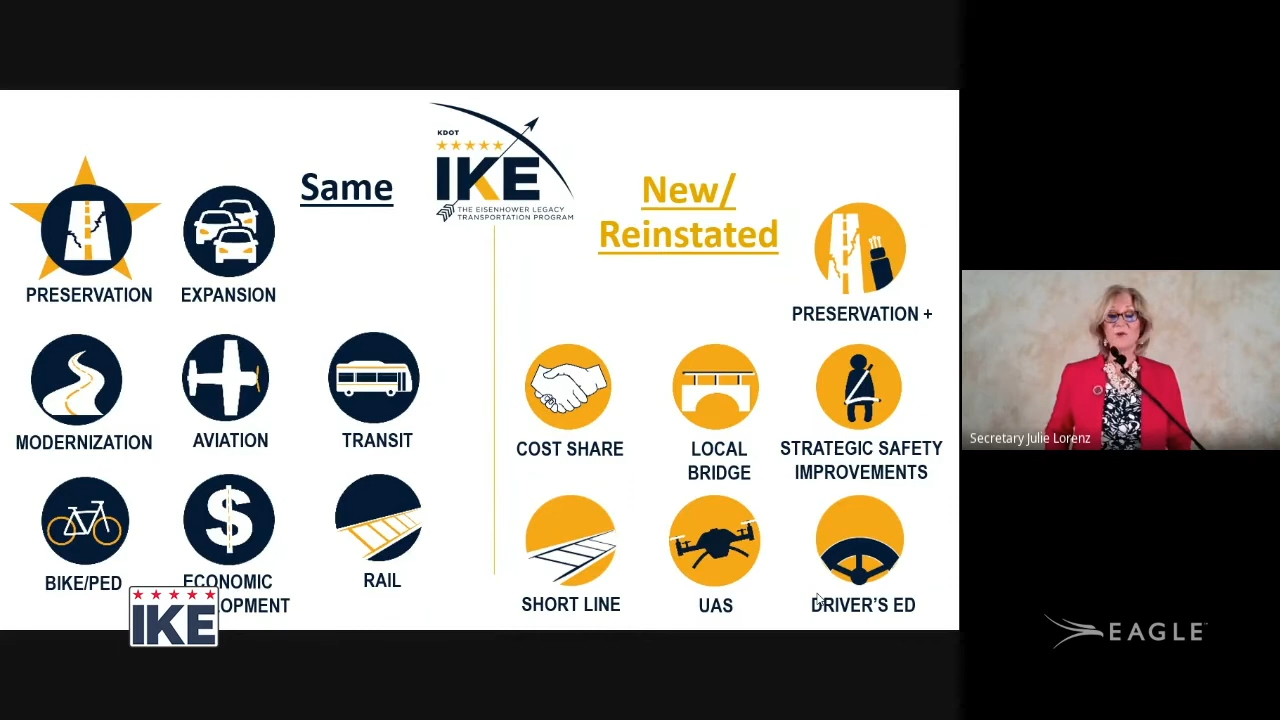 KDOT
IKE
THE EISENHOWER LEGACY
TRANSPORTATION PROGRAM
Same
PRESERVATION
EXPANSION
MODERNIZATION
AVIATION
TRANSIT
BIKE/PED
ECONOMIC
OPMENT
RAIL
New/
Reinstated
PRESERVATION +
COST SHARE
LOCAL
BRIDGE
STRATEGIC SAFETY
IMPROVEMENTS
SHORT LINE
UAS
DRIVER'S ED
IKE
Secretary Julie Lorenz
EAGLE